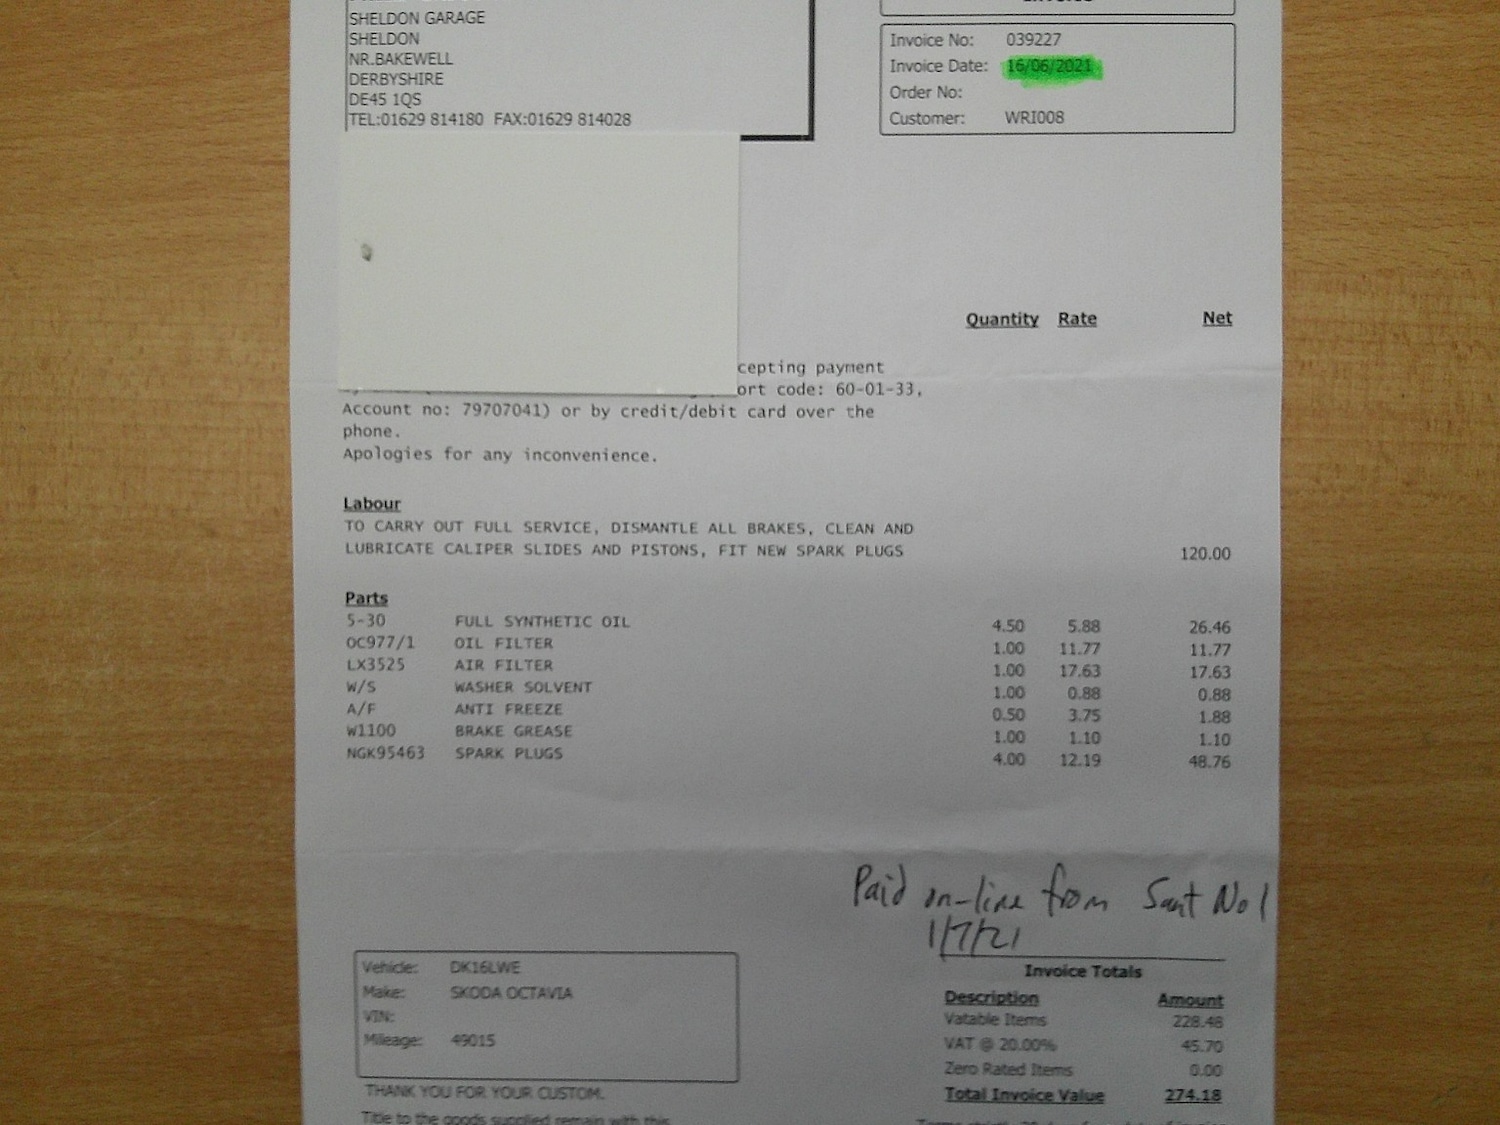 SHELDON GARAGE
SHELDON
NR.BAKEWELL
DERBYSHIRE
DE45 1QS
TEL:01629 814180 FAX:01629 814028
Invoice No: 039227
Invoice Date: 16/06/2021
Order No:
Customer: WRI008
Quantity Rate Net
cepting payment
ort code: 60-01-33,
Account no: 79707041) or by credit/debit card over the
phone.
Apologies for any inconvenience.
Labour
TO CARRY OUT FULL SERVICE, DISMANTLE ALL BRAKES, CLEAN AND
LUBRICATE CALIPER SLIDES AND PISTONS, FIT NEW SPARK PLUGS 120.00
Parts
5-30 FULL SYNTHETIC OIL 4.50 5.88 26.46
OC977/1 OIL FILTER 1.00 11.77 11.77
LX3525 AIR FILTER 1.00 17.63 17.63
W/S WASHER SOLVENT 1.00 0.88 0.88
A/F ANTI FREEZE 0.50 3.75 1.88
W1100 BRAKE GREASE 1.00 1.10 1.10
NGK95463 SPARK PLUGS 4.00 12.19 48.76
Paid on-line from Sant No 1
1/7/21
Vehicle: DK16LWE
Make: SKODA OCTAVIA
VIN:
Mileage: 49015
THANK YOU FOR YOUR CUSTOM.
Title to the goods supplied remain with this
Invoice Totals
Description Amount
Vatable Items 228.48
VAT @ 20.00% 45.70
Zero Rated Items 0.00
Total Invoice Value 274.18